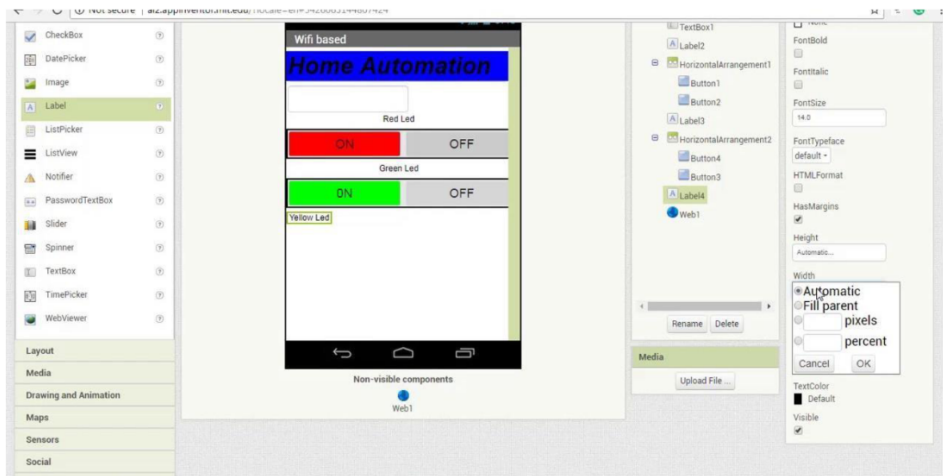 Not secure
CheckBox
DatePicker
Image
Label
ListPicker
ListView
Notifier
PasswordTextBox
Slider
Spinner
TextBox
TimePicker
WebViewer
Layout
Media
Drawing and Animation
Maps
Sensors
Social
Wifi based
Home Automation
Red Led
ON OFF
Green Led
ON OFF
Yellow Led
Non-visible components
Web1
TextBox1
Label2
HorizontalArrangement1
Button1
Button2
Label3
HorizontalArrangement2
Button4
Button3
Label4
Web1
Rename Delete
Media
Upload File ...
None
FontBold
FontItalic
FontSize
14.0
FontTypeface
default
HTMLFormat
HasMargins
Height
Automatic...
Width
Automatic
Fill parent
pixels
percent
Cancel OK
TextColor
Default
Visible